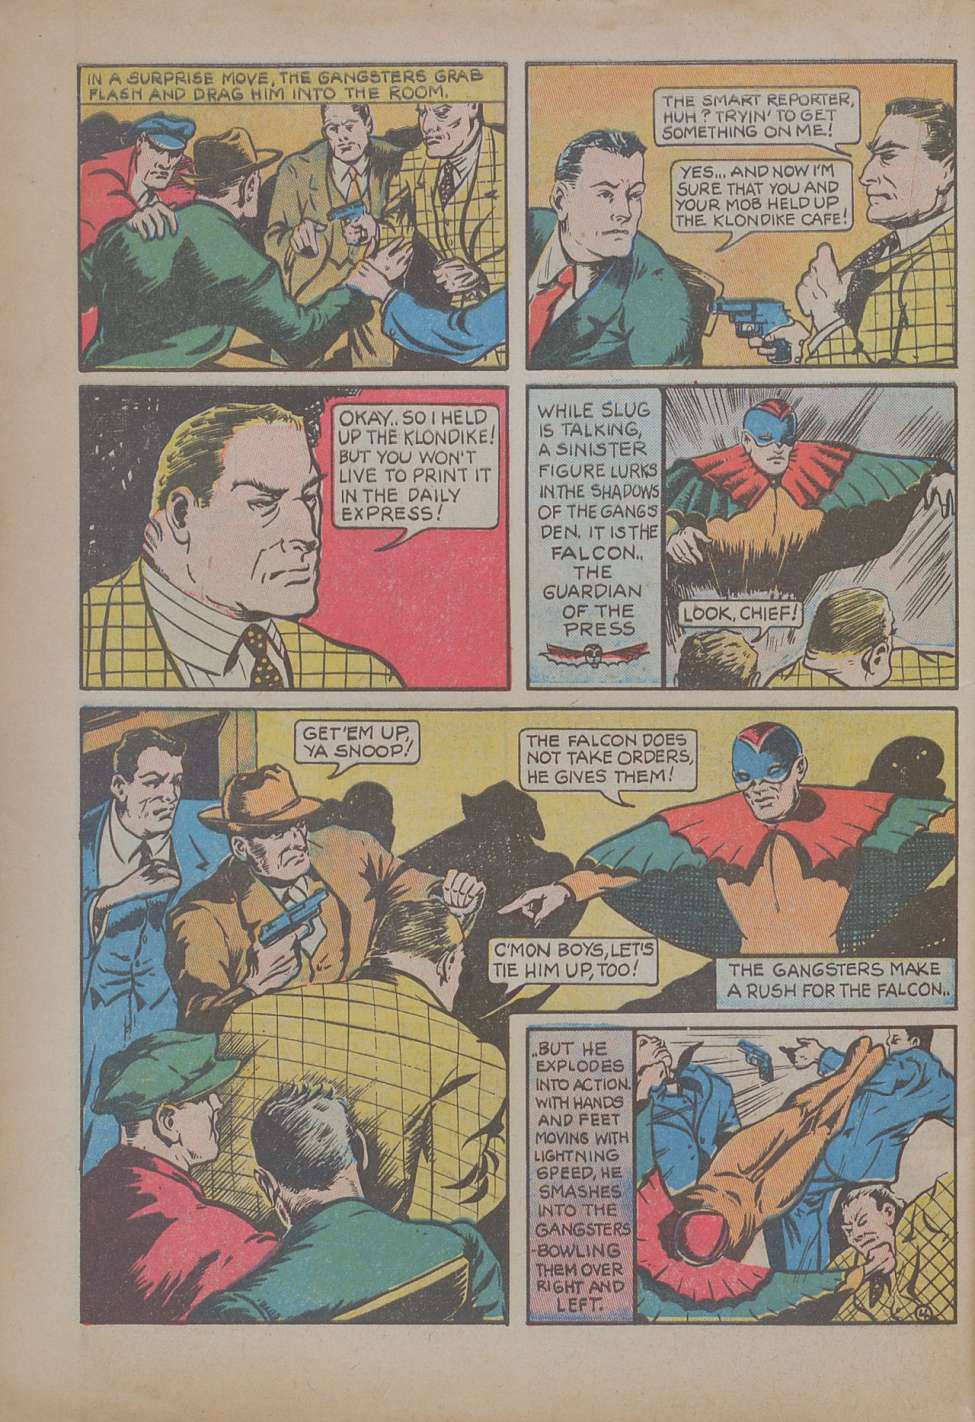 IN A SURPRISE MOVE, THE GANGSTERS GRAB
FLASH AND DRAG HIM INTO THE ROOM.
THE SMART REPORTER,
HUH? TRYIN' TO GET
SOMETHING ON ME!
YES... AND NOW I'M
SURE THAT YOU AND
YOUR MOB HELD UP
THE KLONDIKE CAFE!
OKAY.. SO I HELD
UP THE KLONDIKE!
BUT YOU WON'T
LIVE TO PRINT IT
IN THE DAILY
EXPRESS!
WHILE SLUG
IS TALKING,
A SINISTER
FIGURE LURKS
IN THE SHADOWS
OF THE GANG'S
DEN. IT IS THE
FALCON..
THE
GUARDIAN
OF THE
PRESS
LOOK, CHIEF!
GET 'EM UP,
YA SNOOP!
THE FALCON DOES
NOT TAKE ORDERS,
HE GIVES THEM!
C'MON BOYS, LET'S
TIE HIM UP, TOO!
THE GANGSTERS MAKE
A RUSH FOR THE FALCON..
..BUT HE
EXPLODES
INTO ACTION.
WITH HANDS
AND FEET
MOVING WITH
LIGHTNING
SPEED, HE
SMASHES
INTO THE
GANGSTERS
-BOWLING
THEM OVER
RIGHT AND
LEFT.
4